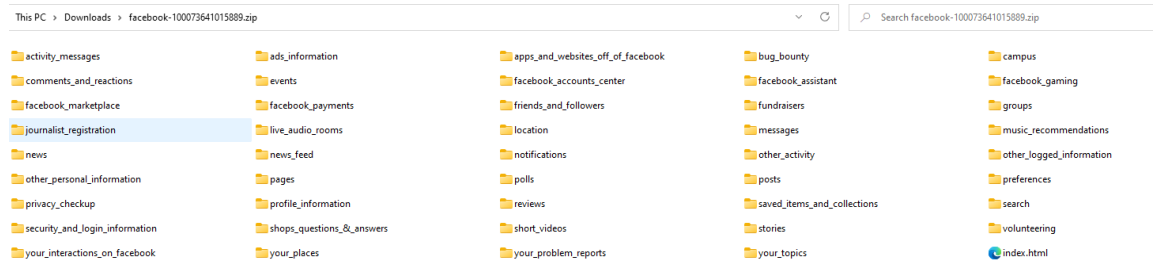 This PC > Downloads > facebook-100073641015889.zip Search facebook-100073641015889.zip
activity_messages ads_information apps_and_websites_off_of_facebook bug_bounty campus
comments_and_reactions events facebook_accounts_center facebook_assistant facebook_gaming
facebook_marketplace facebook_payments friends_and_followers fundraisers groups
journalist_registration live_audio_rooms location messages music_recommendations
news news_feed notifications other_activity other_logged_information
other_personal_information pages polls posts preferences
privacy_checkup profile_information reviews saved_items_and_collections search
security_and_login_information shops_questions_&_answers short_videos stories volunteering
your_interactions_on_facebook your_places your_problem_reports your_topics index.html